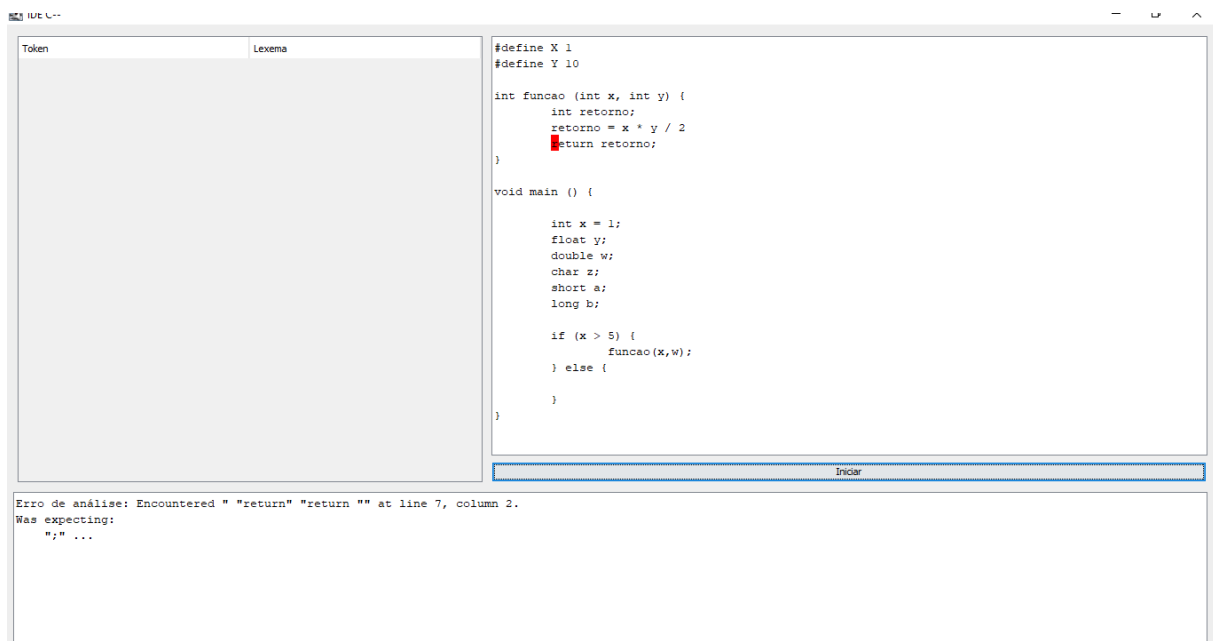 IDE C--
Token Lexema
#define X 1
#define Y 10
int funcao (int x, int y) {
int retorno;
retorno = x * y / 2
return retorno;
}
void main () {
int x = 1;
float y;
double w;
char z;
short a;
long b;
if (x > 5) {
funcao(x,w);
} else {
}
}
Iniciar
Erro de análise: Encountered " "return" "return "" at line 7, column 2.
Was expecting:
";" ...